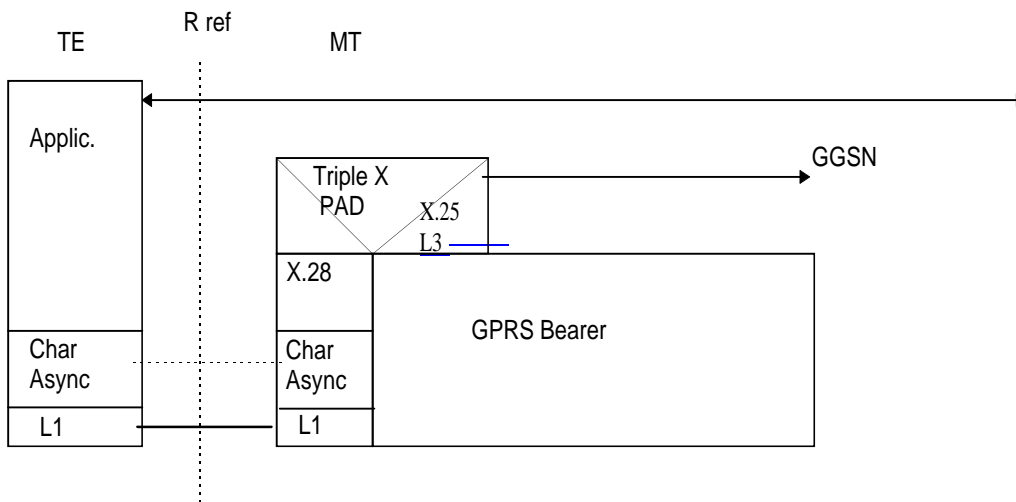 R ref
TE
MT
Applic.
GGSN
Triple X
PAD
X.25
L3
X.28
GPRS Bearer
Char
Async
Char
Async
L1
L1